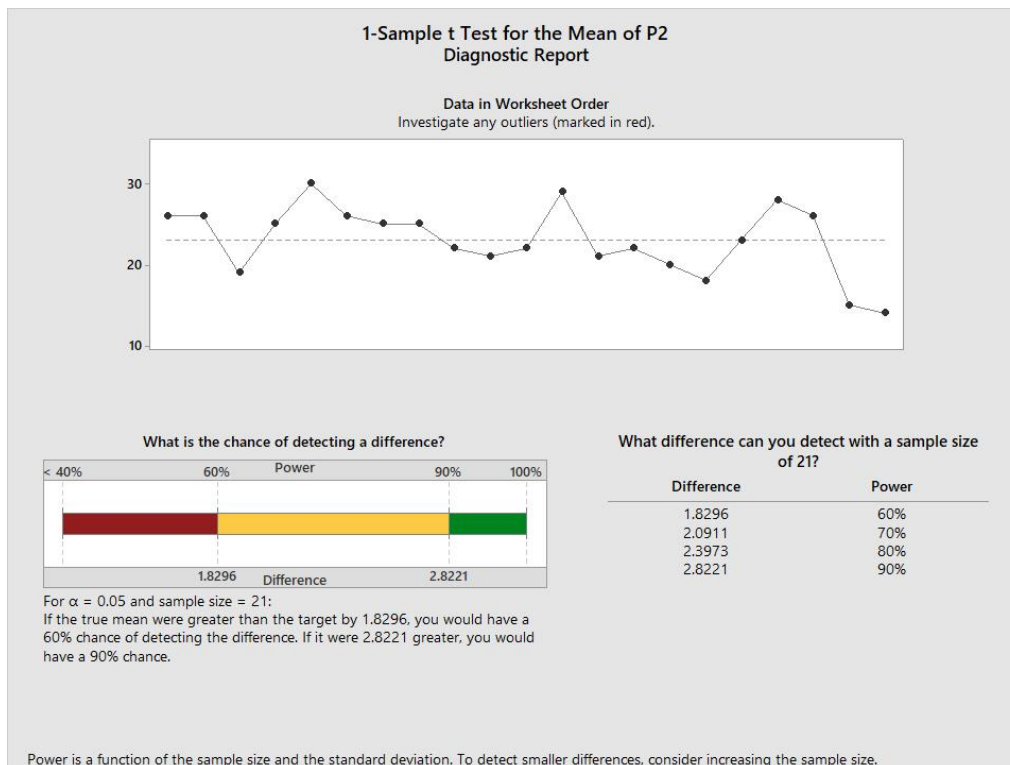 1-Sample t Test for the Mean of P2
Diagnostic Report
Data in Worksheet Order
Investigate any outliers (marked in red).
30
20
10
What is the chance of detecting a difference?
< 40% 60% Power 90% 100%
1.8296 Difference 2.8221
For α = 0.05 and sample size = 21:
If the true mean were greater than the target by 1.8296, you would have a
60% chance of detecting the difference. If it were 2.8221 greater, you would
have a 90% chance.
What difference can you detect with a sample size
of 21?
Difference Power
1.8296 60%
2.0911 70%
2.3973 80%
2.8221 90%
Power is a function of the sample size and the standard deviation. To detect smaller differences, consider increasing the sample size.